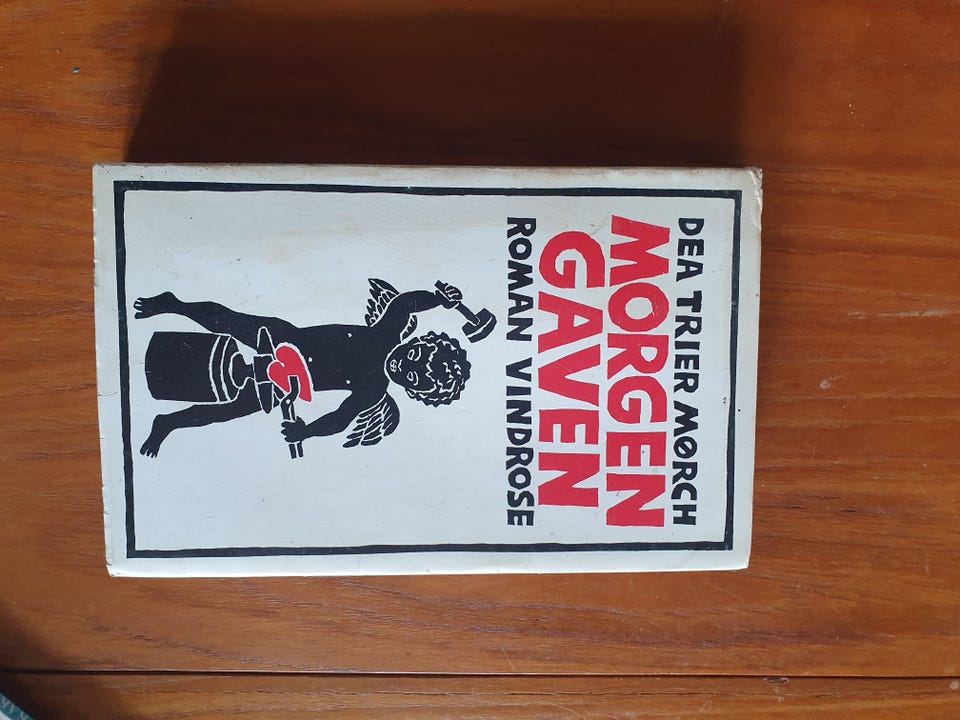 DEA TRIER MØRCH
MORGEN
GAVEN
ROMAN VINDROSE